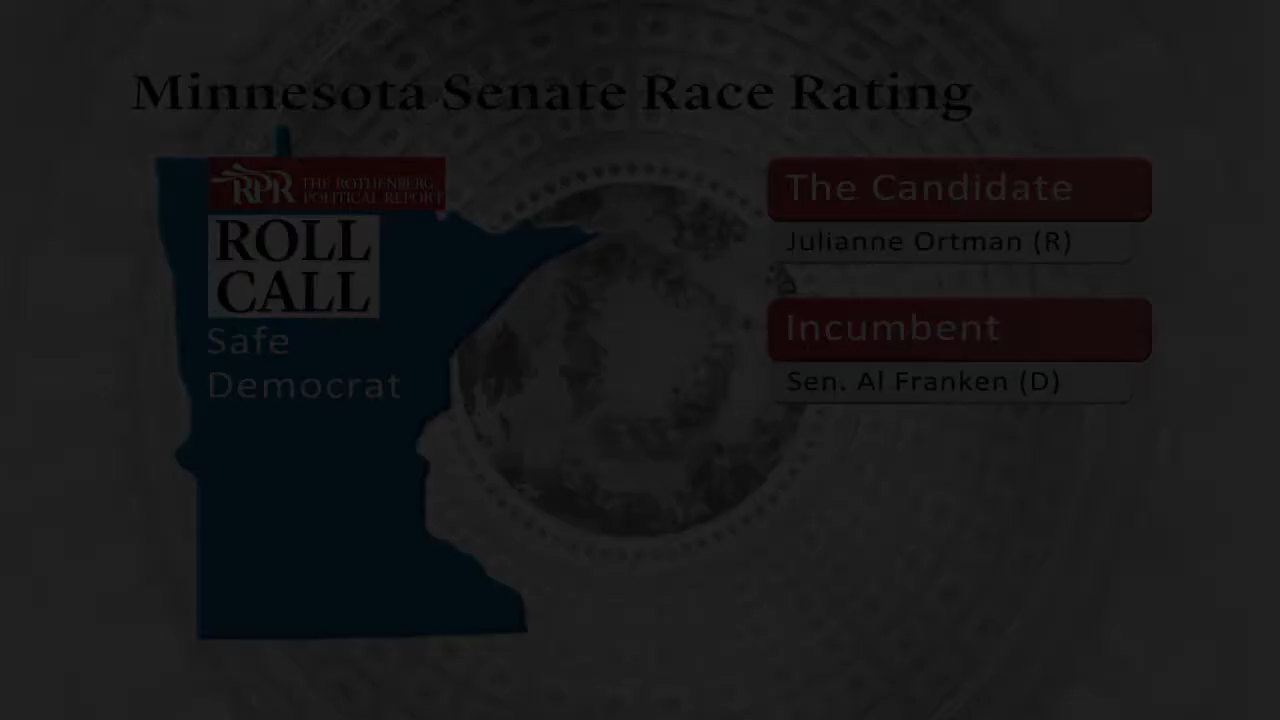 Minnesota Senate Race Rating
RPR THE ROTHENBERG
POLITICAL REPORT
ROLL
CALL
Safe
Democrat
The Candidate
Julianne Ortman (R)
Incumbent
Sen. Al Franken (D)